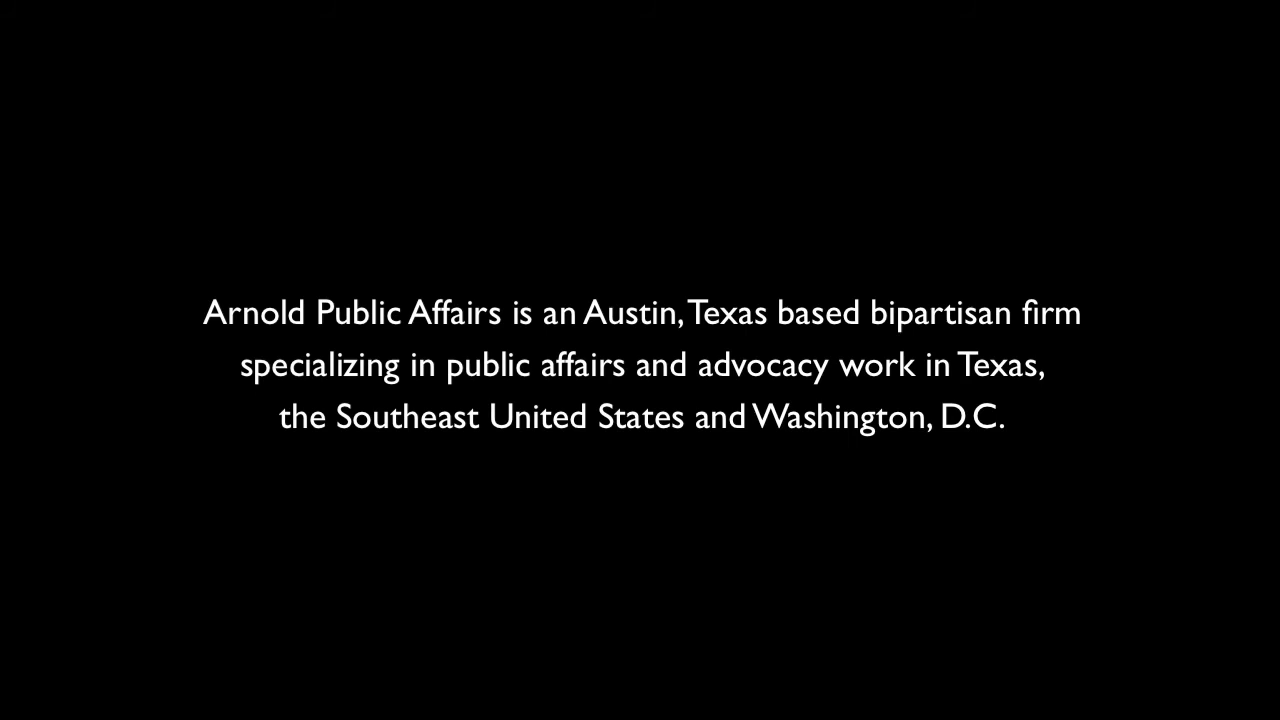 Arnold Public Affairs is an Austin, Texas based bipartisan firm
specializing in public affairs and advocacy work in Texas,
the Southeast United States and Washington, D.C.